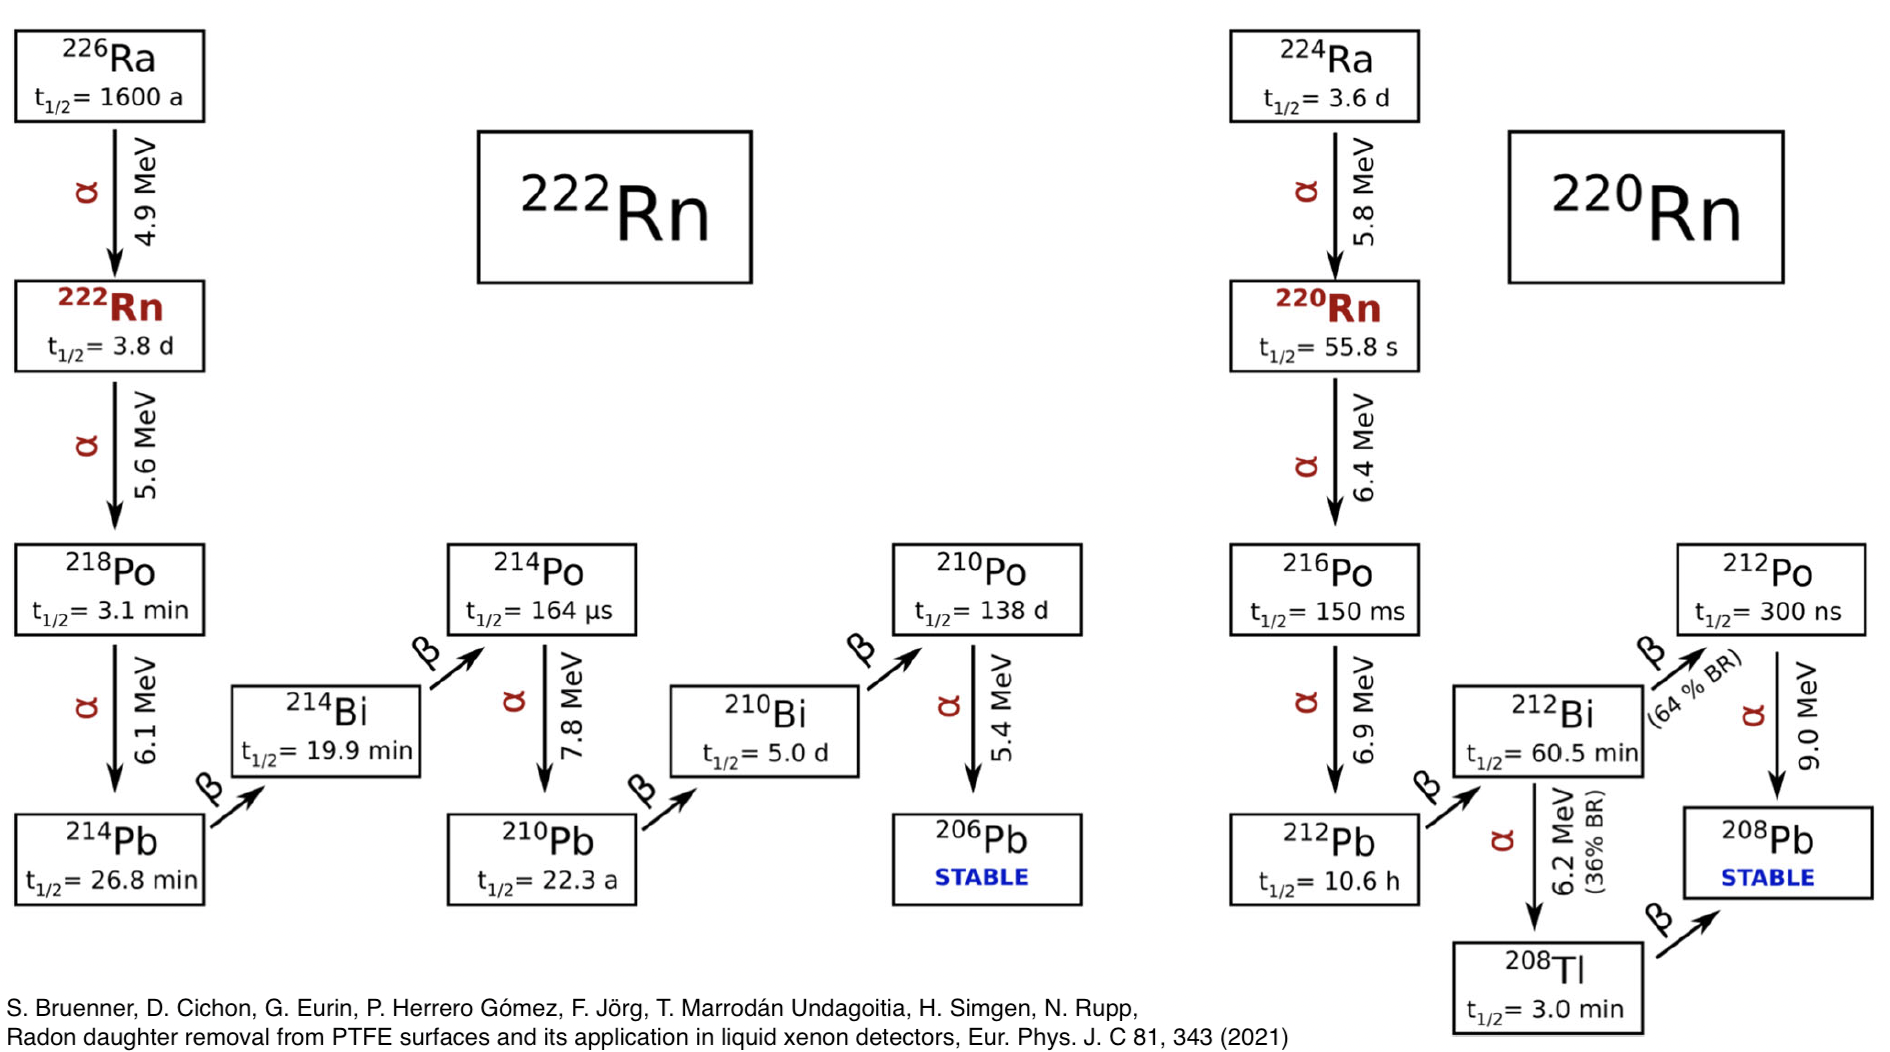 ²²⁶Ra
t₁/₂= 1600 a
α
4.9 MeV
²²²Rn
²²²Rn
t₁/₂= 3.8 d
α
5.6 MeV
²¹⁸Po
t₁/₂= 3.1 min
α
6.1 MeV
²¹⁴Pb
t₁/₂= 26.8 min
β
²¹⁴Bi
t₁/₂= 19.9 min
β
²¹⁴Po
t₁/₂= 164 µs
α
7.8 MeV
²¹⁰Pb
t₁/₂= 22.3 a
β
²¹⁰Bi
t₁/₂= 5.0 d
β
²¹⁰Po
t₁/₂= 138 d
α
5.4 MeV
²⁰⁶Pb
STABLE
²²⁴Ra
t₁/₂= 3.6 d
α
5.8 MeV
²²⁰Rn
²²⁰Rn
t₁/₂= 55.8 s
α
6.4 MeV
²¹⁶Po
t₁/₂= 150 ms
α
6.9 MeV
²¹²Pb
t₁/₂= 10.6 h
β
²¹²Bi
t₁/₂= 60.5 min
β
(64 % BR)
²¹²Po
t₁/₂= 300 ns
α
9.0 MeV
²⁰⁸Pb
STABLE
α
6.2 MeV
(36% BR)
²⁰⁸Tl
t₁/₂= 3.0 min
β
S. Bruenner, D. Cichon, G. Eurin, P. Herrero Gómez, F. Jörg, T. Marrodán Undagoitia, H. Simgen, N. Rupp,
Radon daughter removal from PTFE surfaces and its application in liquid xenon detectors, Eur. Phys. J. C 81, 343 (2021)